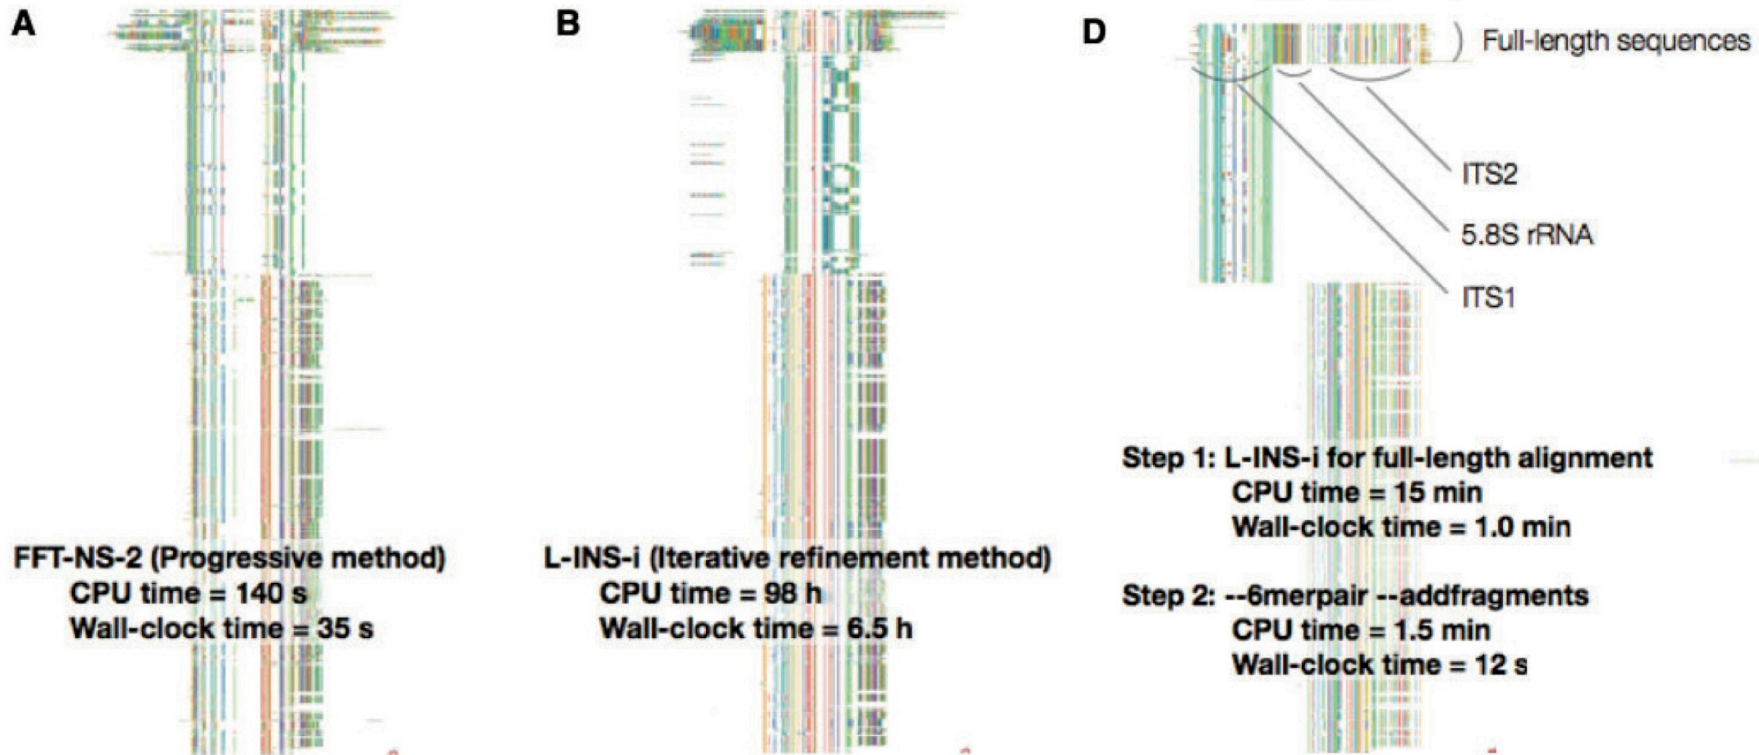 A
B
D
Full-length sequences
ITS2
5.8S rRNA
ITS1
FFT-NS-2 (Progressive method)
CPU time = 140 s
Wall-clock time = 35 s
L-INS-i (Iterative refinement method)
CPU time = 98 h
Wall-clock time = 6.5 h
Step 1: L-INS-i for full-length alignment
CPU time = 15 min
Wall-clock time = 1.0 min
Step 2: --6merpair --addfragments
CPU time = 1.5 min
Wall-clock time = 12 s